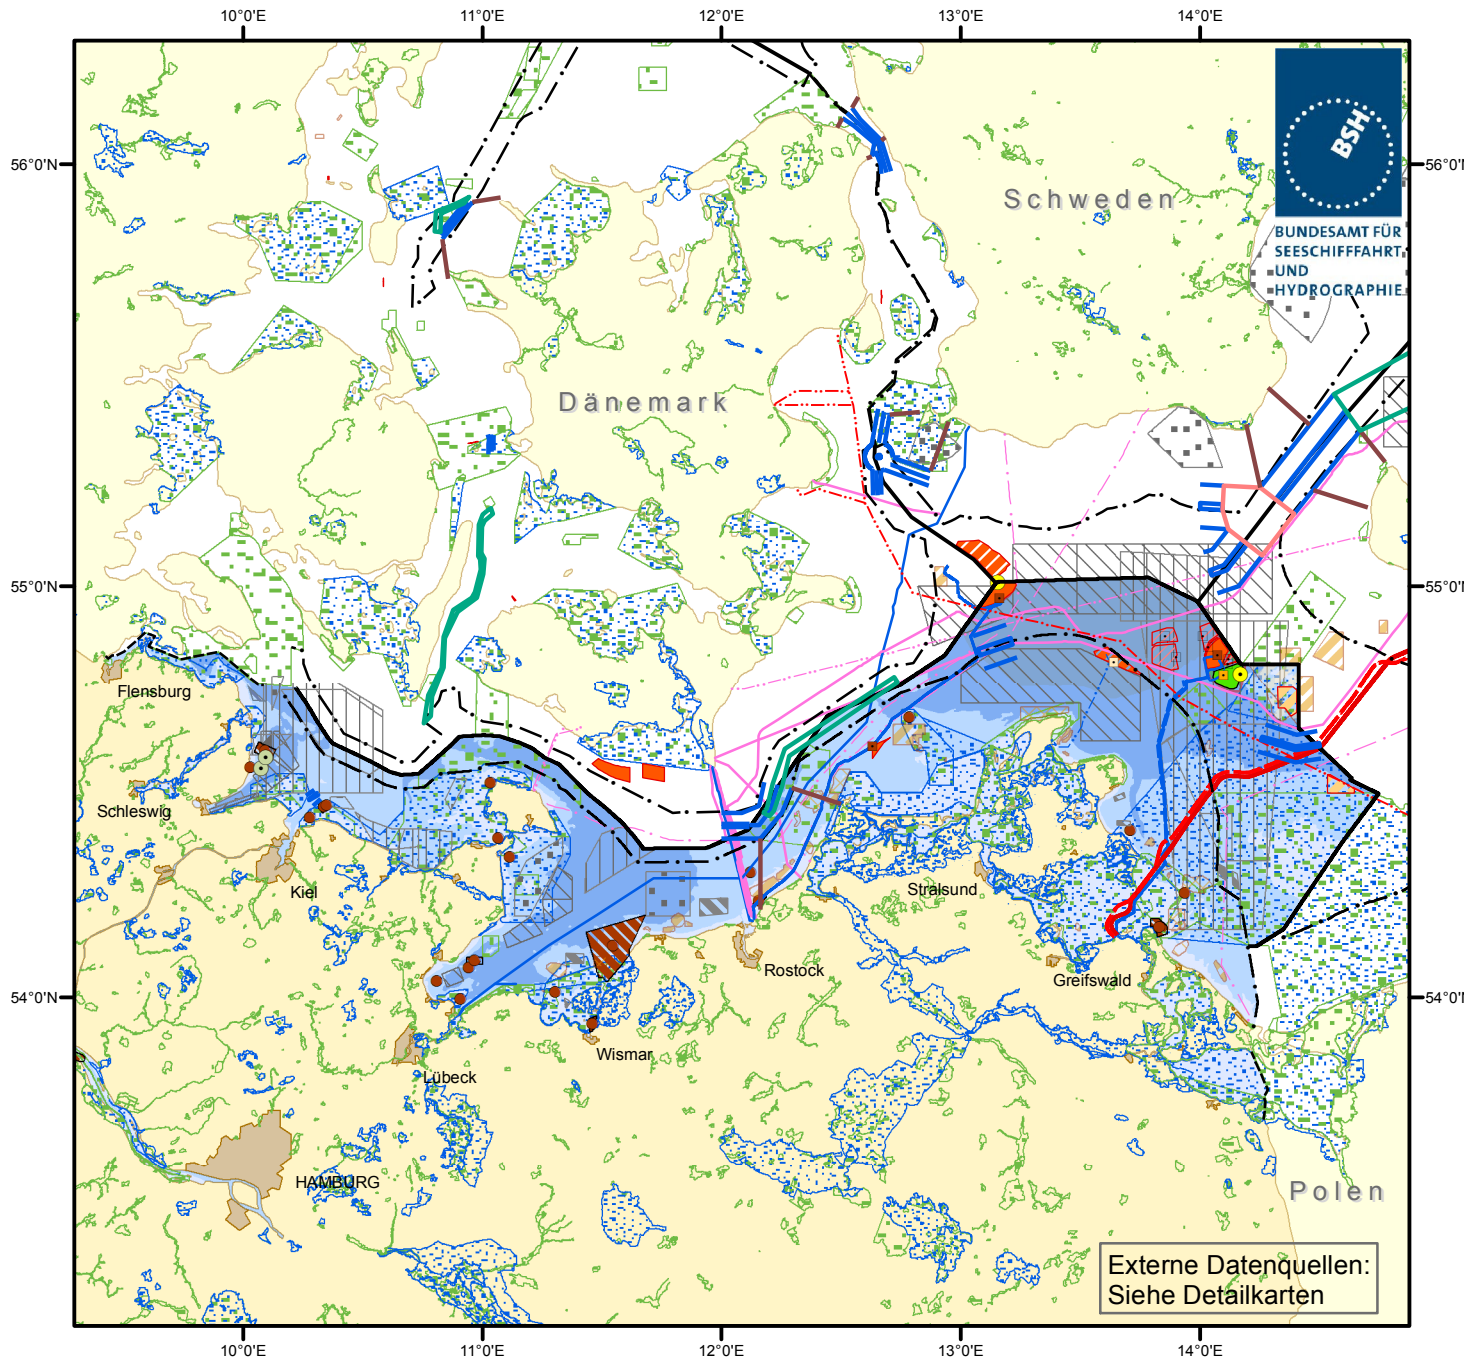 10°0'E
11°0'E
12°0'E
13°0'E
14°0'E
56°0'N
56°0'N
BSH
Schweden
BUNDESAMT FÜR
SEESCHIFFFAHRT
UND
HYDROGRAPHIE
Dänemark
55°0'N
55°0'N
Flensburg
Schleswig
Kiel
Stralsund
Rostock
Greifswald
54°0'N
54°0'N
Wismar
Lübeck
HAMBURG
Polen
Externe Datenquellen:
Siehe Detailkarten
10°0'E
11°0'E
12°0'E
13°0'E
14°0'E